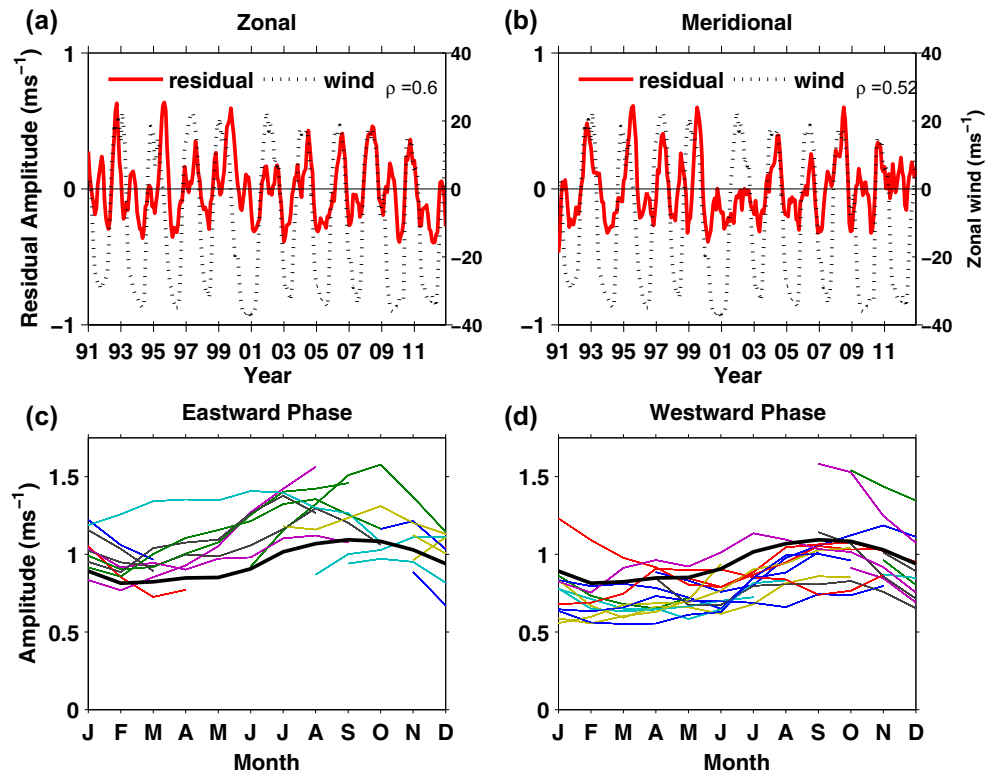 (a) Zonal
(b) Meridional
residual wind ρ =0.6
residual wind ρ =0.52
Residual Amplitude (ms⁻¹)
1
0
−1
40
20
0
−20
−40
1
0
−1
40
20
0
−20
−40
Zonal wind (ms⁻¹)
91 93 95 97 99 01 03 05 07 09 11
Year
91 93 95 97 99 01 03 05 07 09 11
Year
(c) Eastward Phase
(d) Westward Phase
Amplitude (ms⁻¹)
1.5
1
0.5
0
1.5
1
0.5
0
J F M A M J J A S O N D
Month
J F M A M J J A S O N D
Month